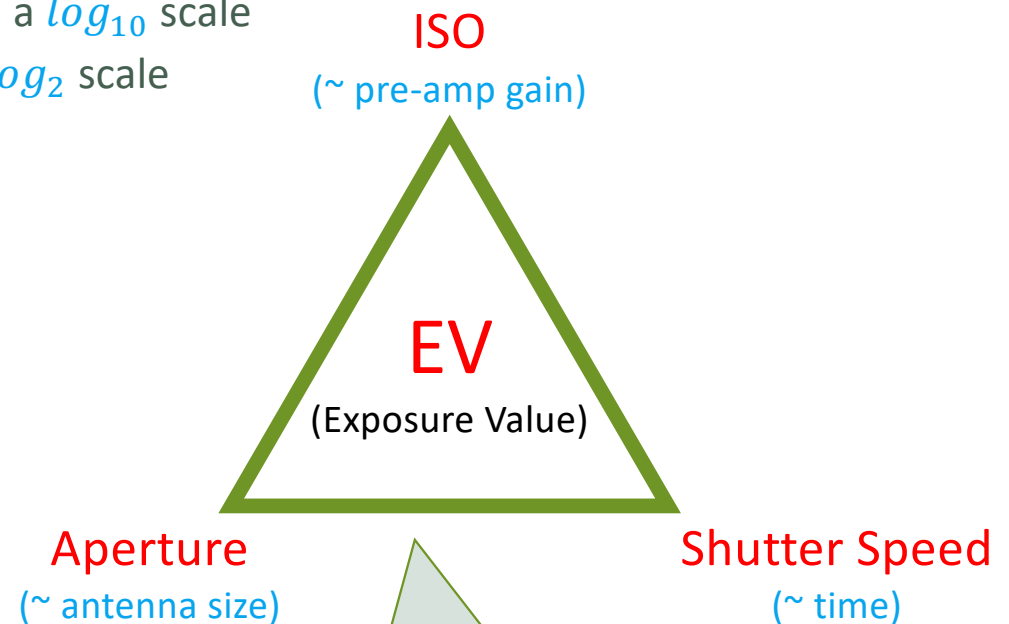 a log₁₀ scale
og₂ scale
ISO
(~ pre-amp gain)
EV
(Exposure Value)
Aperture
(~ antenna size)
Shutter Speed
(~ time)